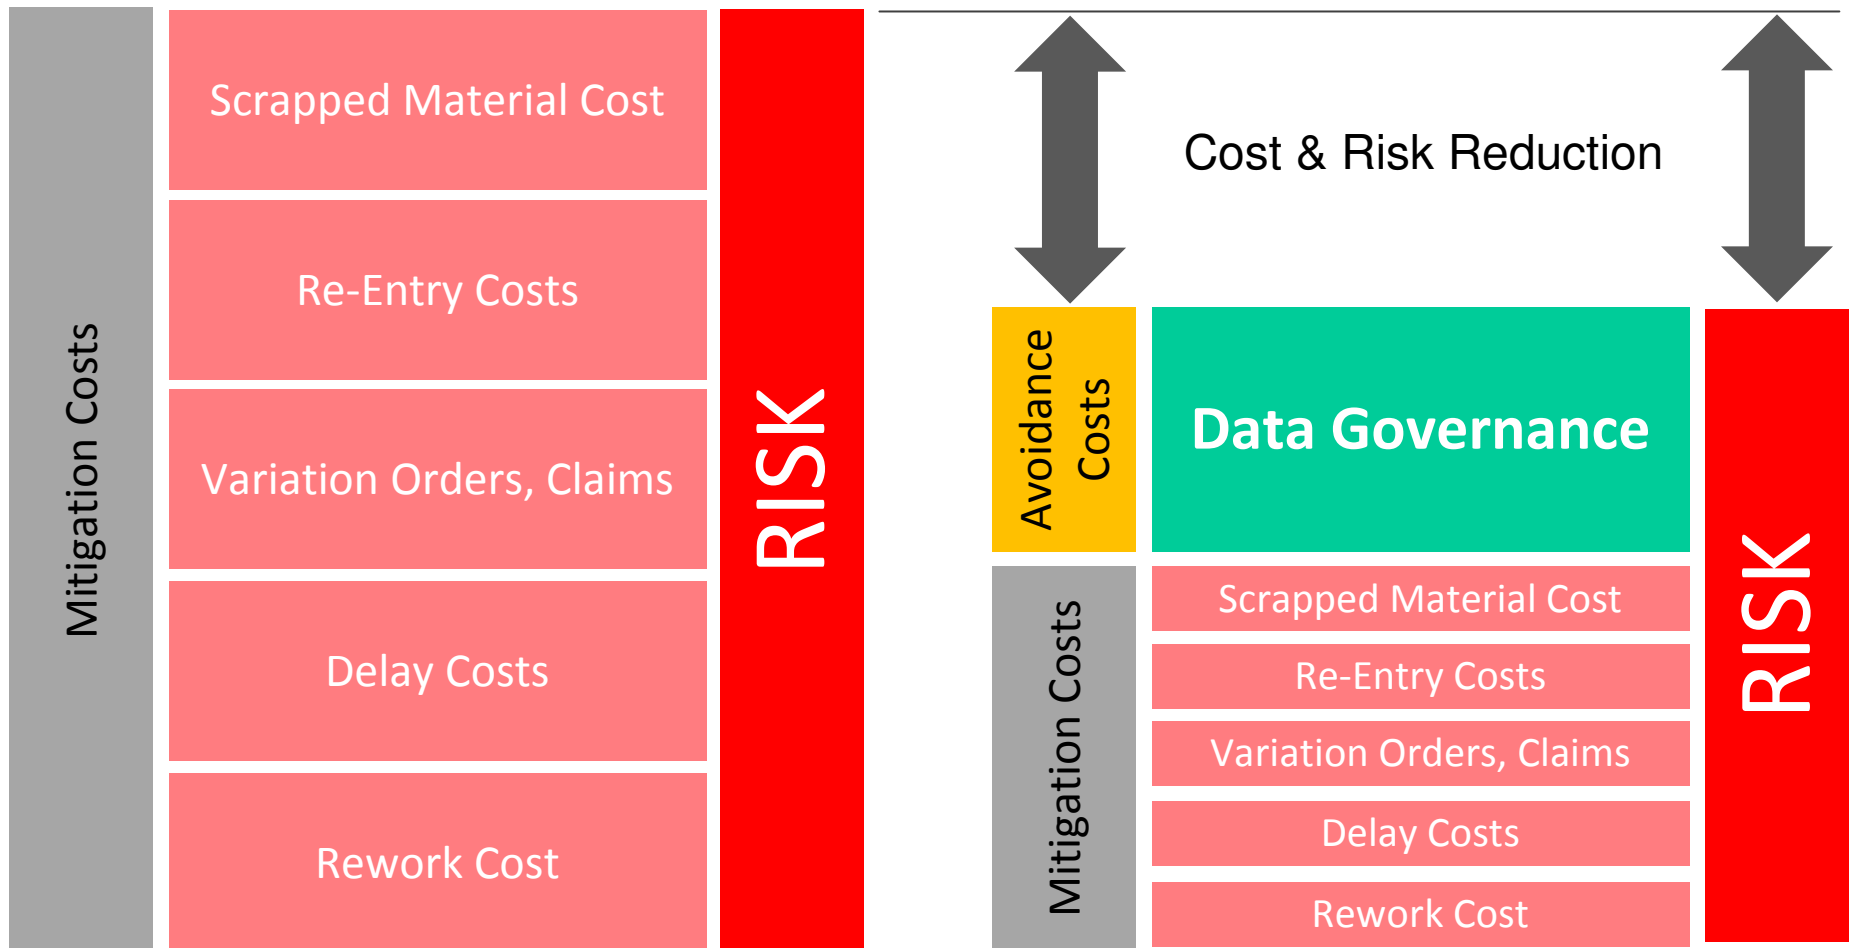 Mitigation Costs
Scrapped Material Cost
Re-Entry Costs
Variation Orders, Claims
Delay Costs
Rework Cost
RISK
Cost & Risk Reduction
Avoidance
Costs
Data Governance
Mitigation Costs
Scrapped Material Cost
Re-Entry Costs
Variation Orders, Claims
Delay Costs
Rework Cost
RISK